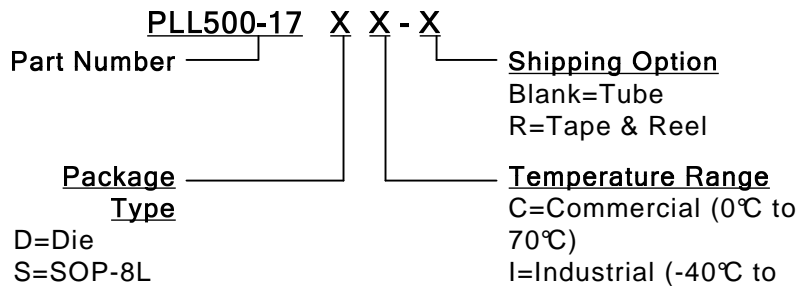 PLL500-17 X X - X
Part Number
Shipping Option
Blank=Tube
R=Tape & Reel
Package
Type
D=Die
S=SOP-8L
Temperature Range
C=Commercial (0℃ to
70℃)
I=Industrial (-40℃ to